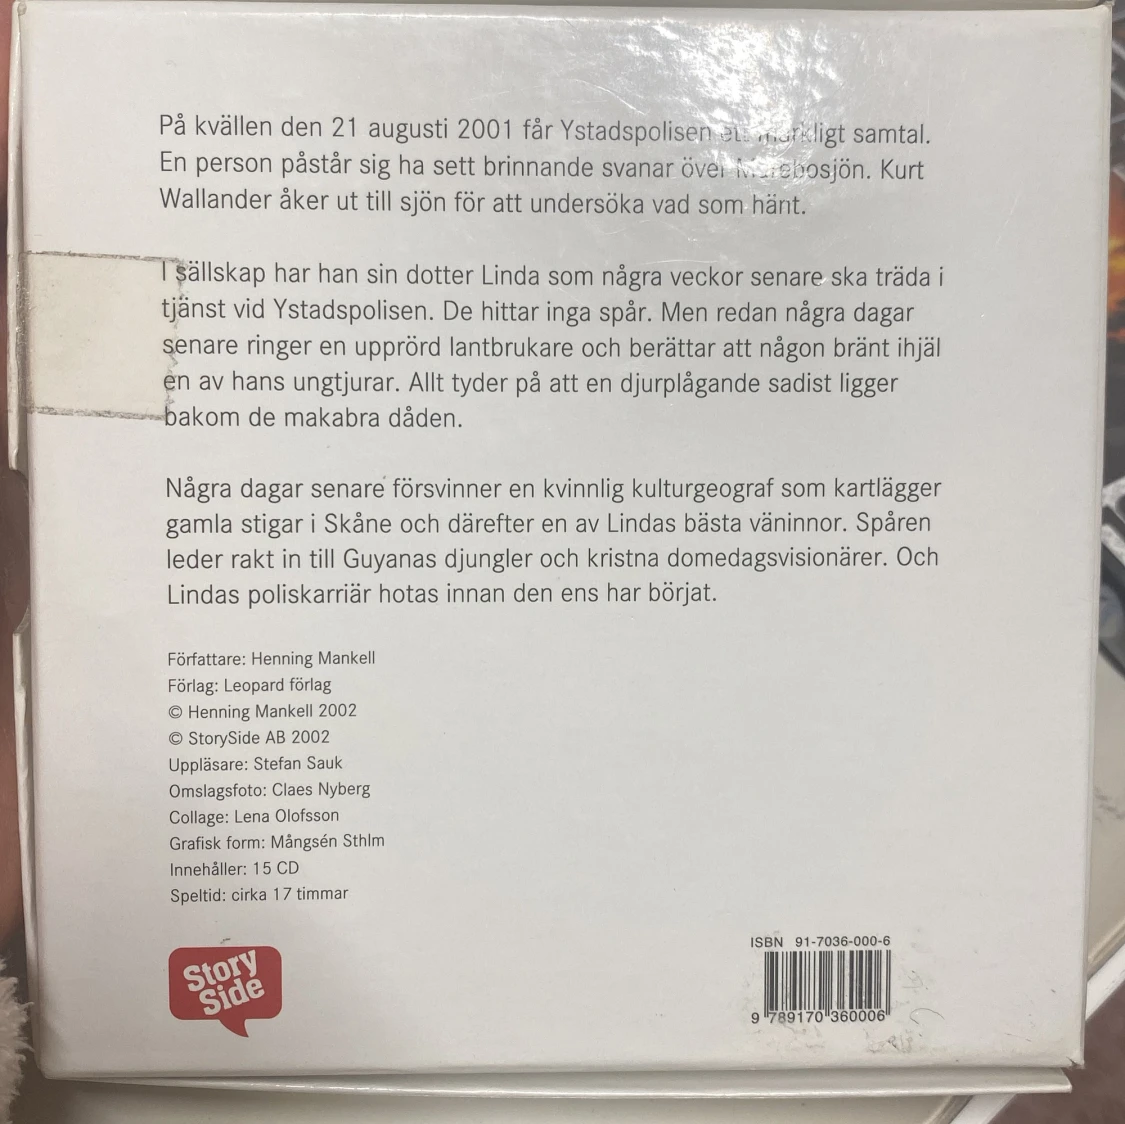 På kvällen den 21 augusti 2001 får Ystadspolisen ett märkligt samtal.
En person påstår sig ha sett brinnande svanar över Marebosjön. Kurt
Wallander åker ut till sjön för att undersöka vad som hänt.
I sällskap har han sin dotter Linda som några veckor senare ska träda i
tjänst vid Ystadspolisen. De hittar inga spår. Men redan några dagar
senare ringer en upprörd lantbrukare och berättar att någon bränt ihjäl
en av hans ungtjurar. Allt tyder på att en djurplågande sadist ligger
bakom de makabra dåden.
Några dagar senare försvinner en kvinnlig kulturgeograf som kartlägger
gamla stigar i Skåne och därefter en av Lindas bästa väninnor. Spåren
leder rakt in till Guyanas djungler och kristna domedagsvisionärer. Och
Lindas poliskarriär hotas innan den ens har börjat.
Författare: Henning Mankell
Förlag: Leopard förlag
© Henning Mankell 2002
© StorySide AB 2002
Uppläsare: Stefan Sauk
Omslagsfoto: Claes Nyberg
Collage: Lena Olofsson
Grafisk form: Mångsén Sthlm
Innehåller: 15 CD
Speltid: cirka 17 timmar
Story
Side
ISBN 91-7036-000-6
9 789170 360006